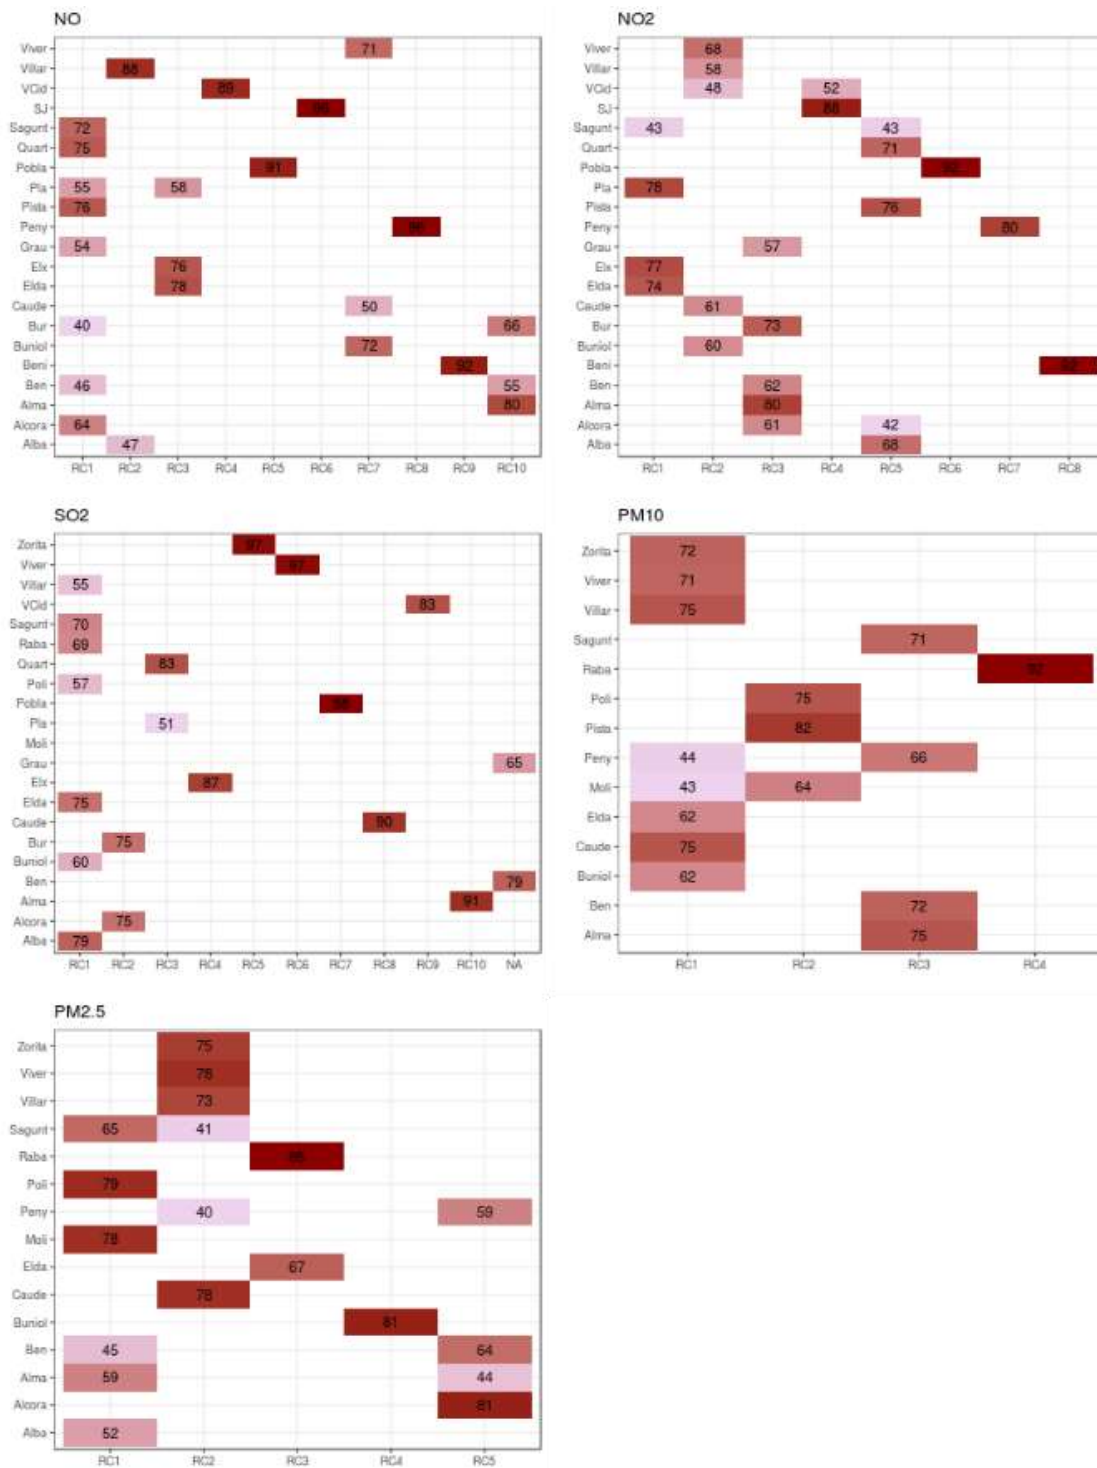 NO
Viver 71
Villar 88
VCid 89
SJ
Sagunt 72
Quart 75
Pobla 91
Pla 55 58
Pista 76
Peny
Grau 54
Elx 76
Elda 78
Caude 50
Bur 40 66
Buniol 72
Beni 92
Ben 46 55
Alma 80
Alcora 64
Alba 47
RC1 RC2 RC3 RC4 RC5 RC6 RC7 RC8 RC9 RC10
NO2
Viver 68
Villar 58
VCid 48 52
SJ 88
Sagunt 43 43
Quart 71
Pobla
Pla 78
Pista 76
Peny 80
Grau 57
Elx 77
Elda 74
Caude 61
Bur 73
Buniol 60
Beni 92
Ben 62
Alma 80
Alcora 61 42
Alba 68
RC1 RC2 RC3 RC4 RC5 RC6 RC7 RC8
SO2
Zorita 97
Viver 97
Villar 55
VCid 83
Sagunt 70
Raba 69
Quart 83
Poli 57
Pobla
Pla 51
Moli
Grau 65
Elx 87
Elda 75
Caude 90
Bur 75
Buniol 60
Ben 79
Alma 91
Alcora 75
Alba 79
RC1 RC2 RC3 RC4 RC5 RC6 RC7 RC8 RC9 RC10 NA
PM10
Zorita 72
Viver 71
Villar 75
Sagunt 71
Raba
Poli 75
Pista 82
Peny 44 66
Moli 43 64
Elda 62
Caude 75
Buniol 62
Ben 72
Alma 75
RC1 RC2 RC3 RC4
PM2.5
Zorita 75
Viver 78
Villar 73
Sagunt 65 41
Raba
Poli 79
Peny 40 59
Moli 78
Elda 67
Caude 78
Buniol 81
Ben 45 64
Alma 59 44
Alcora 81
Alba 52
RC1 RC2 RC3 RC4 RC5